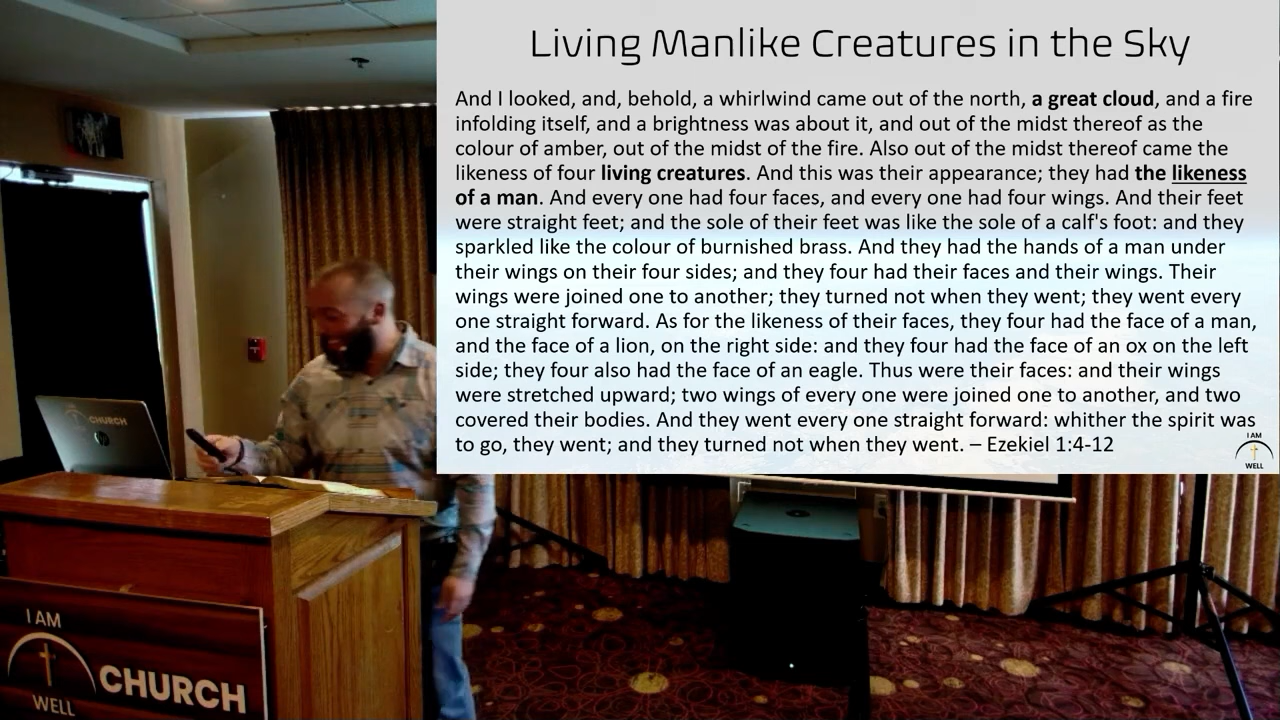 Living Manlike Creatures in the Sky
And I looked, and, behold, a whirlwind came out of the north, a great cloud, and a fire
infolding itself, and a brightness was about it, and out of the midst thereof as the
colour of amber, out of the midst of the fire. Also out of the midst thereof came the
likeness of four living creatures. And this was their appearance; they had the likeness
of a man. And every one had four faces, and every one had four wings. And their feet
were straight feet; and the sole of their feet was like the sole of a calf's foot: and they
sparkled like the colour of burnished brass. And they had the hands of a man under
their wings on their four sides; and they four had their faces and their wings. Their
wings were joined one to another; they turned not when they went; they went every
one straight forward. As for the likeness of their faces, they four had the face of a man,
and the face of a lion, on the right side: and they four had the face of an ox on the left
side; they four also had the face of an eagle. Thus were their faces: and their wings
were stretched upward; two wings of every one were joined one to another, and two
covered their bodies. And they went every one straight forward: whither the spirit was
to go, they went; and they turned not when they went. – Ezekiel 1:4-12
I AM
WELL
CHURCH
hp
I AM
CHURCH
WELL